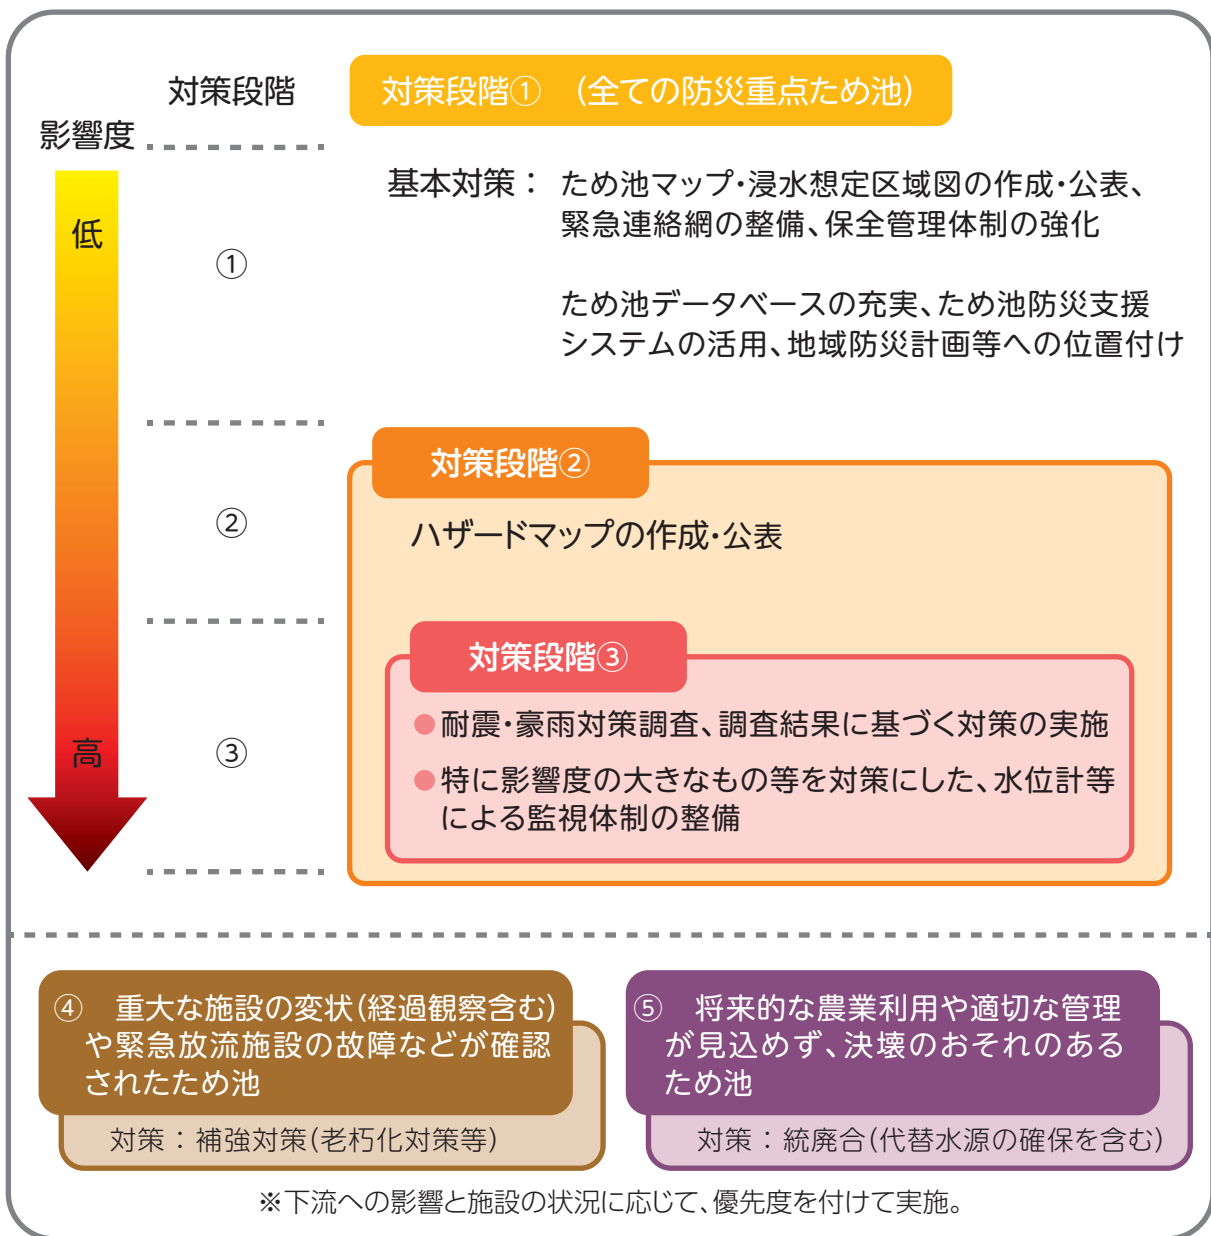 対策段階
影響度
対策段階① (全ての防災重点ため池)
低
①
基本対策：ため池マップ・浸水想定区域図の作成・公表、
緊急連絡網の整備、保全管理体制の強化
ため池データベースの充実、ため池防災支援
システムの活用、地域防災計画等への位置付け
②
対策段階②
ハザードマップの作成・公表
高
③
対策段階③
●耐震・豪雨対策調査、調査結果に基づく対策の実施
●特に影響度の大きなもの等を対策にした、水位計等
による監視体制の整備
④ 重大な施設の変状(経過観察含む)
や緊急放流施設の故障などが確認
されたため池
対策：補強対策(老朽化対策等)
⑤ 将来的な農業利用や適切な管理
が見込めず、決壊のおそれのある
ため池
対策：統廃合(代替水源の確保を含む)
※下流への影響と施設の状況に応じて、優先度を付けて実施。